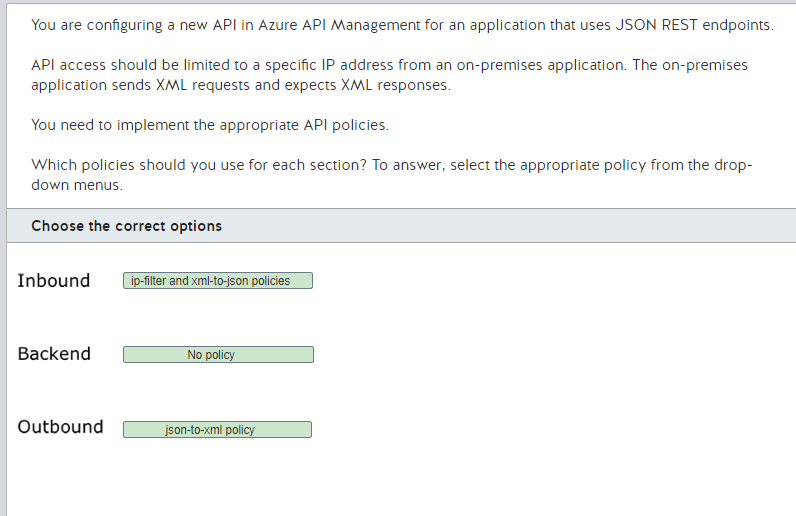 You are configuring a new API in Azure API Management for an application that uses JSON REST endpoints.
API access should be limited to a specific IP address from an on-premises application. The on-premises
application sends XML requests and expects XML responses.
You need to implement the appropriate API policies.
Which policies should you use for each section? To answer, select the appropriate policy from the drop-
down menus.
Choose the correct options
Inbound ip-filter and xml-to-json policies
Backend No policy
Outbound json-to-xml policy